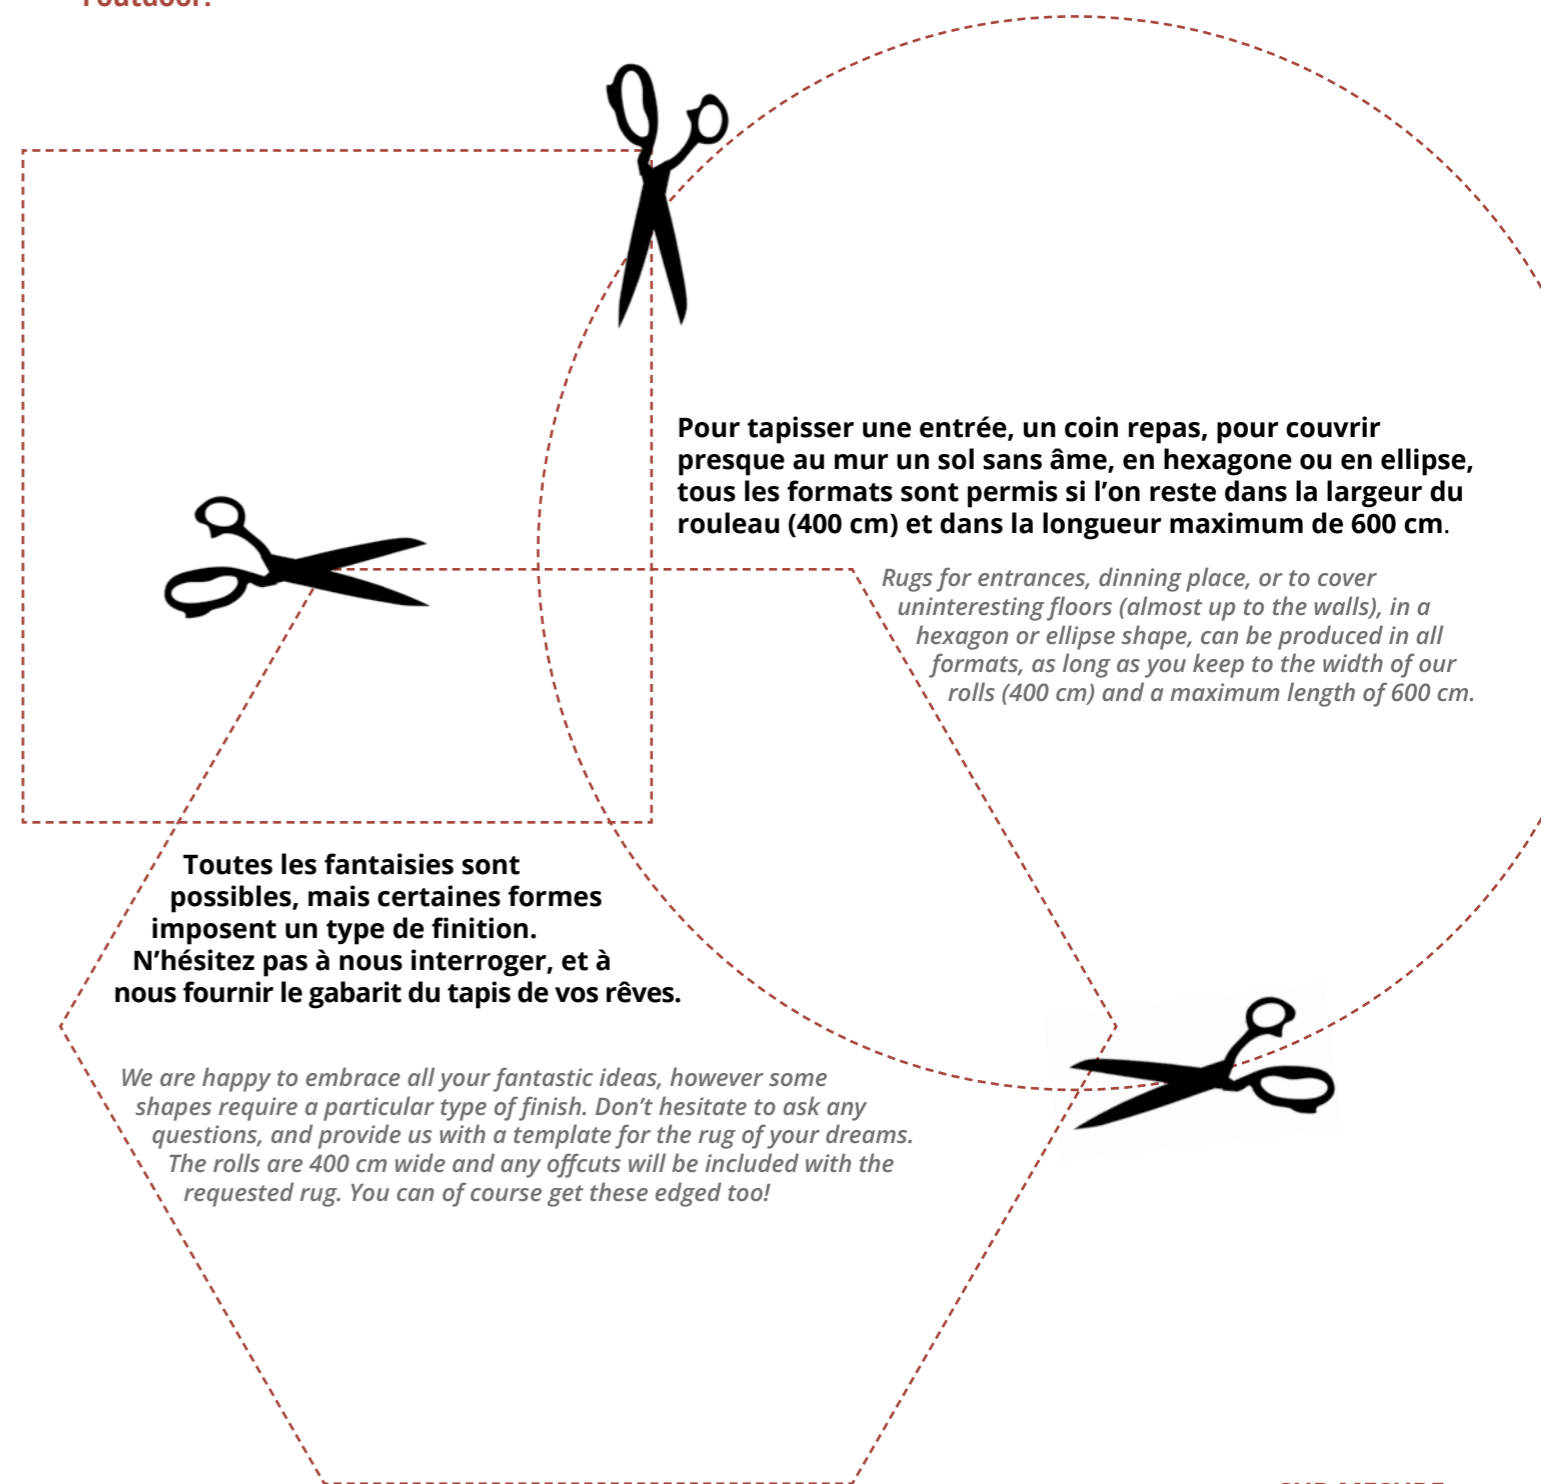 l'outdoor.
Pour tapisser une entrée, un coin repas, pour couvrir
presque au mur un sol sans âme, en hexagone ou en ellipse,
tous les formats sont permis si l’on reste dans la largeur du
rouleau (400 cm) et dans la longueur maximum de 600 cm.
Rugs for entrances, dinning place, or to cover
uninteresting floors (almost up to the walls), in a
hexagon or ellipse shape, can be produced in all
formats, as long as you keep to the width of our
rolls (400 cm) and a maximum length of 600 cm.
Toutes les fantaisies sont
possibles, mais certaines formes
imposent un type de finition.
N’hésitez pas à nous interroger, et à
nous fournir le gabarit du tapis de vos rêves.
We are happy to embrace all your fantastic ideas, however some
shapes require a particular type of finish. Don’t hesitate to ask any
questions, and provide us with a template for the rug of your dreams.
The rolls are 400 cm wide and any offcuts will be included with the
requested rug. You can of course get these edged too!
SUR MESURE